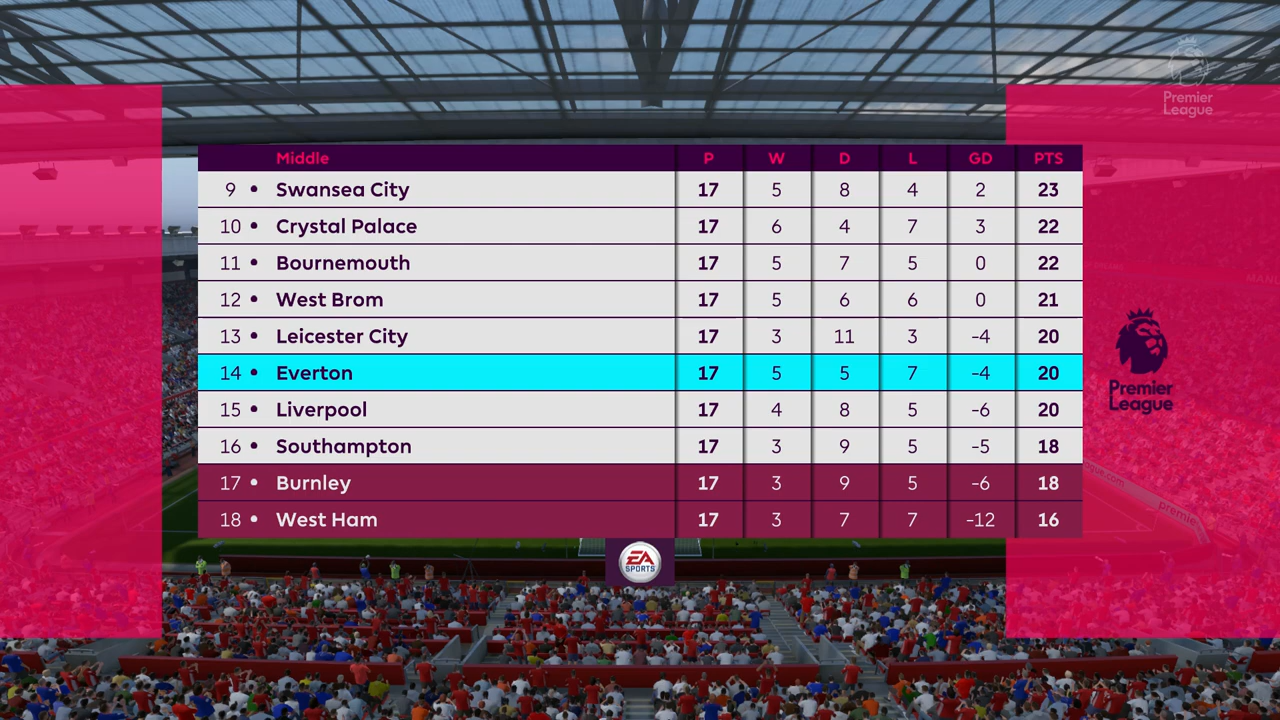 Premier
League
Middle P W D L GD PTS
9 • Swansea City 17 5 8 4 2 23
10 • Crystal Palace 17 6 4 7 3 22
11 • Bournemouth 17 5 7 5 0 22
12 • West Brom 17 5 6 6 0 21
13 • Leicester City 17 3 11 3 -4 20
14 • Everton 17 5 5 7 -4 20
15 • Liverpool 17 4 8 5 -6 20
16 • Southampton 17 3 9 5 -5 18
17 • Burnley 17 3 9 5 -6 18
18 • West Ham 17 3 7 7 -12 16
Premier
League
EA
SPORTS